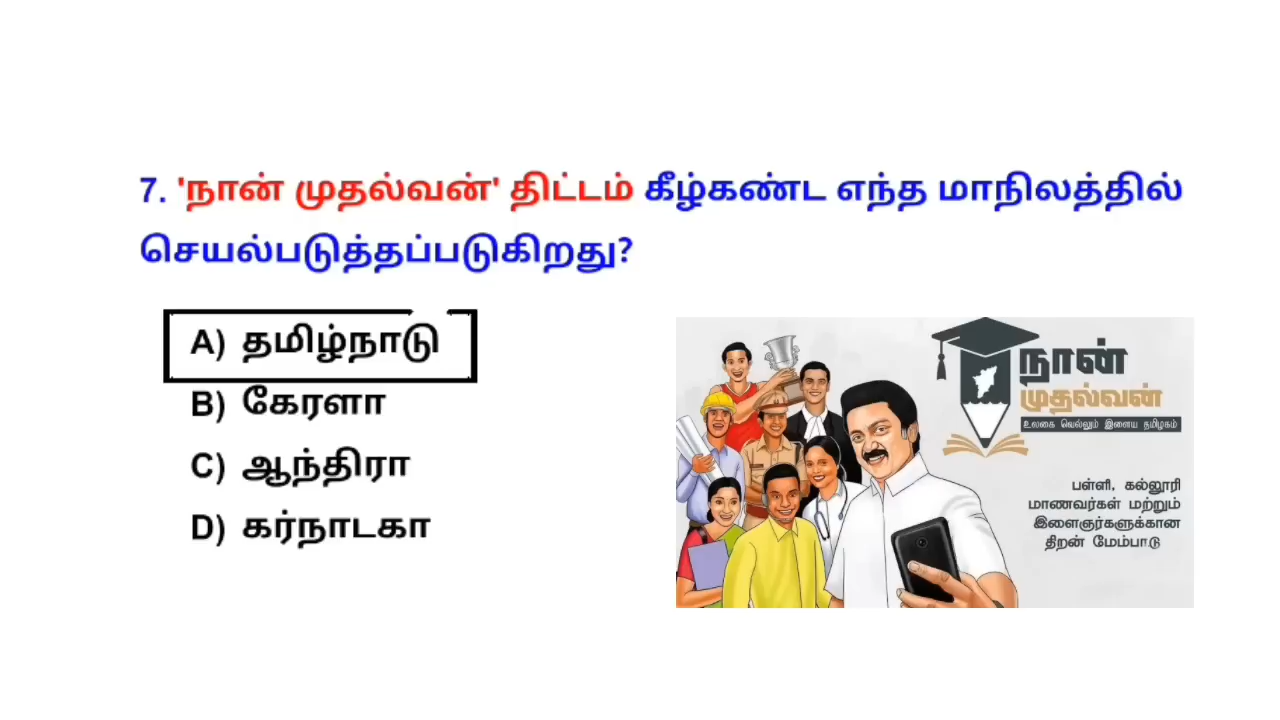 7. 'நான் முதல்வன்' திட்டம் கீழ்கண்ட எந்த மாநிலத்தில்
செயல்படுத்தப்படுகிறது?
A) தமிழ்நாடு
B) கேரளா
C) ஆந்திரா
D) கர்நாடகா
நான்
முதல்வன்
உலகை வெல்லும் இளைய தமிழகம்
பள்ளி, கல்லூரி
மாணவர்கள் மற்றும்
இளைஞர்களுக்கான
திறன் மேம்பாடு